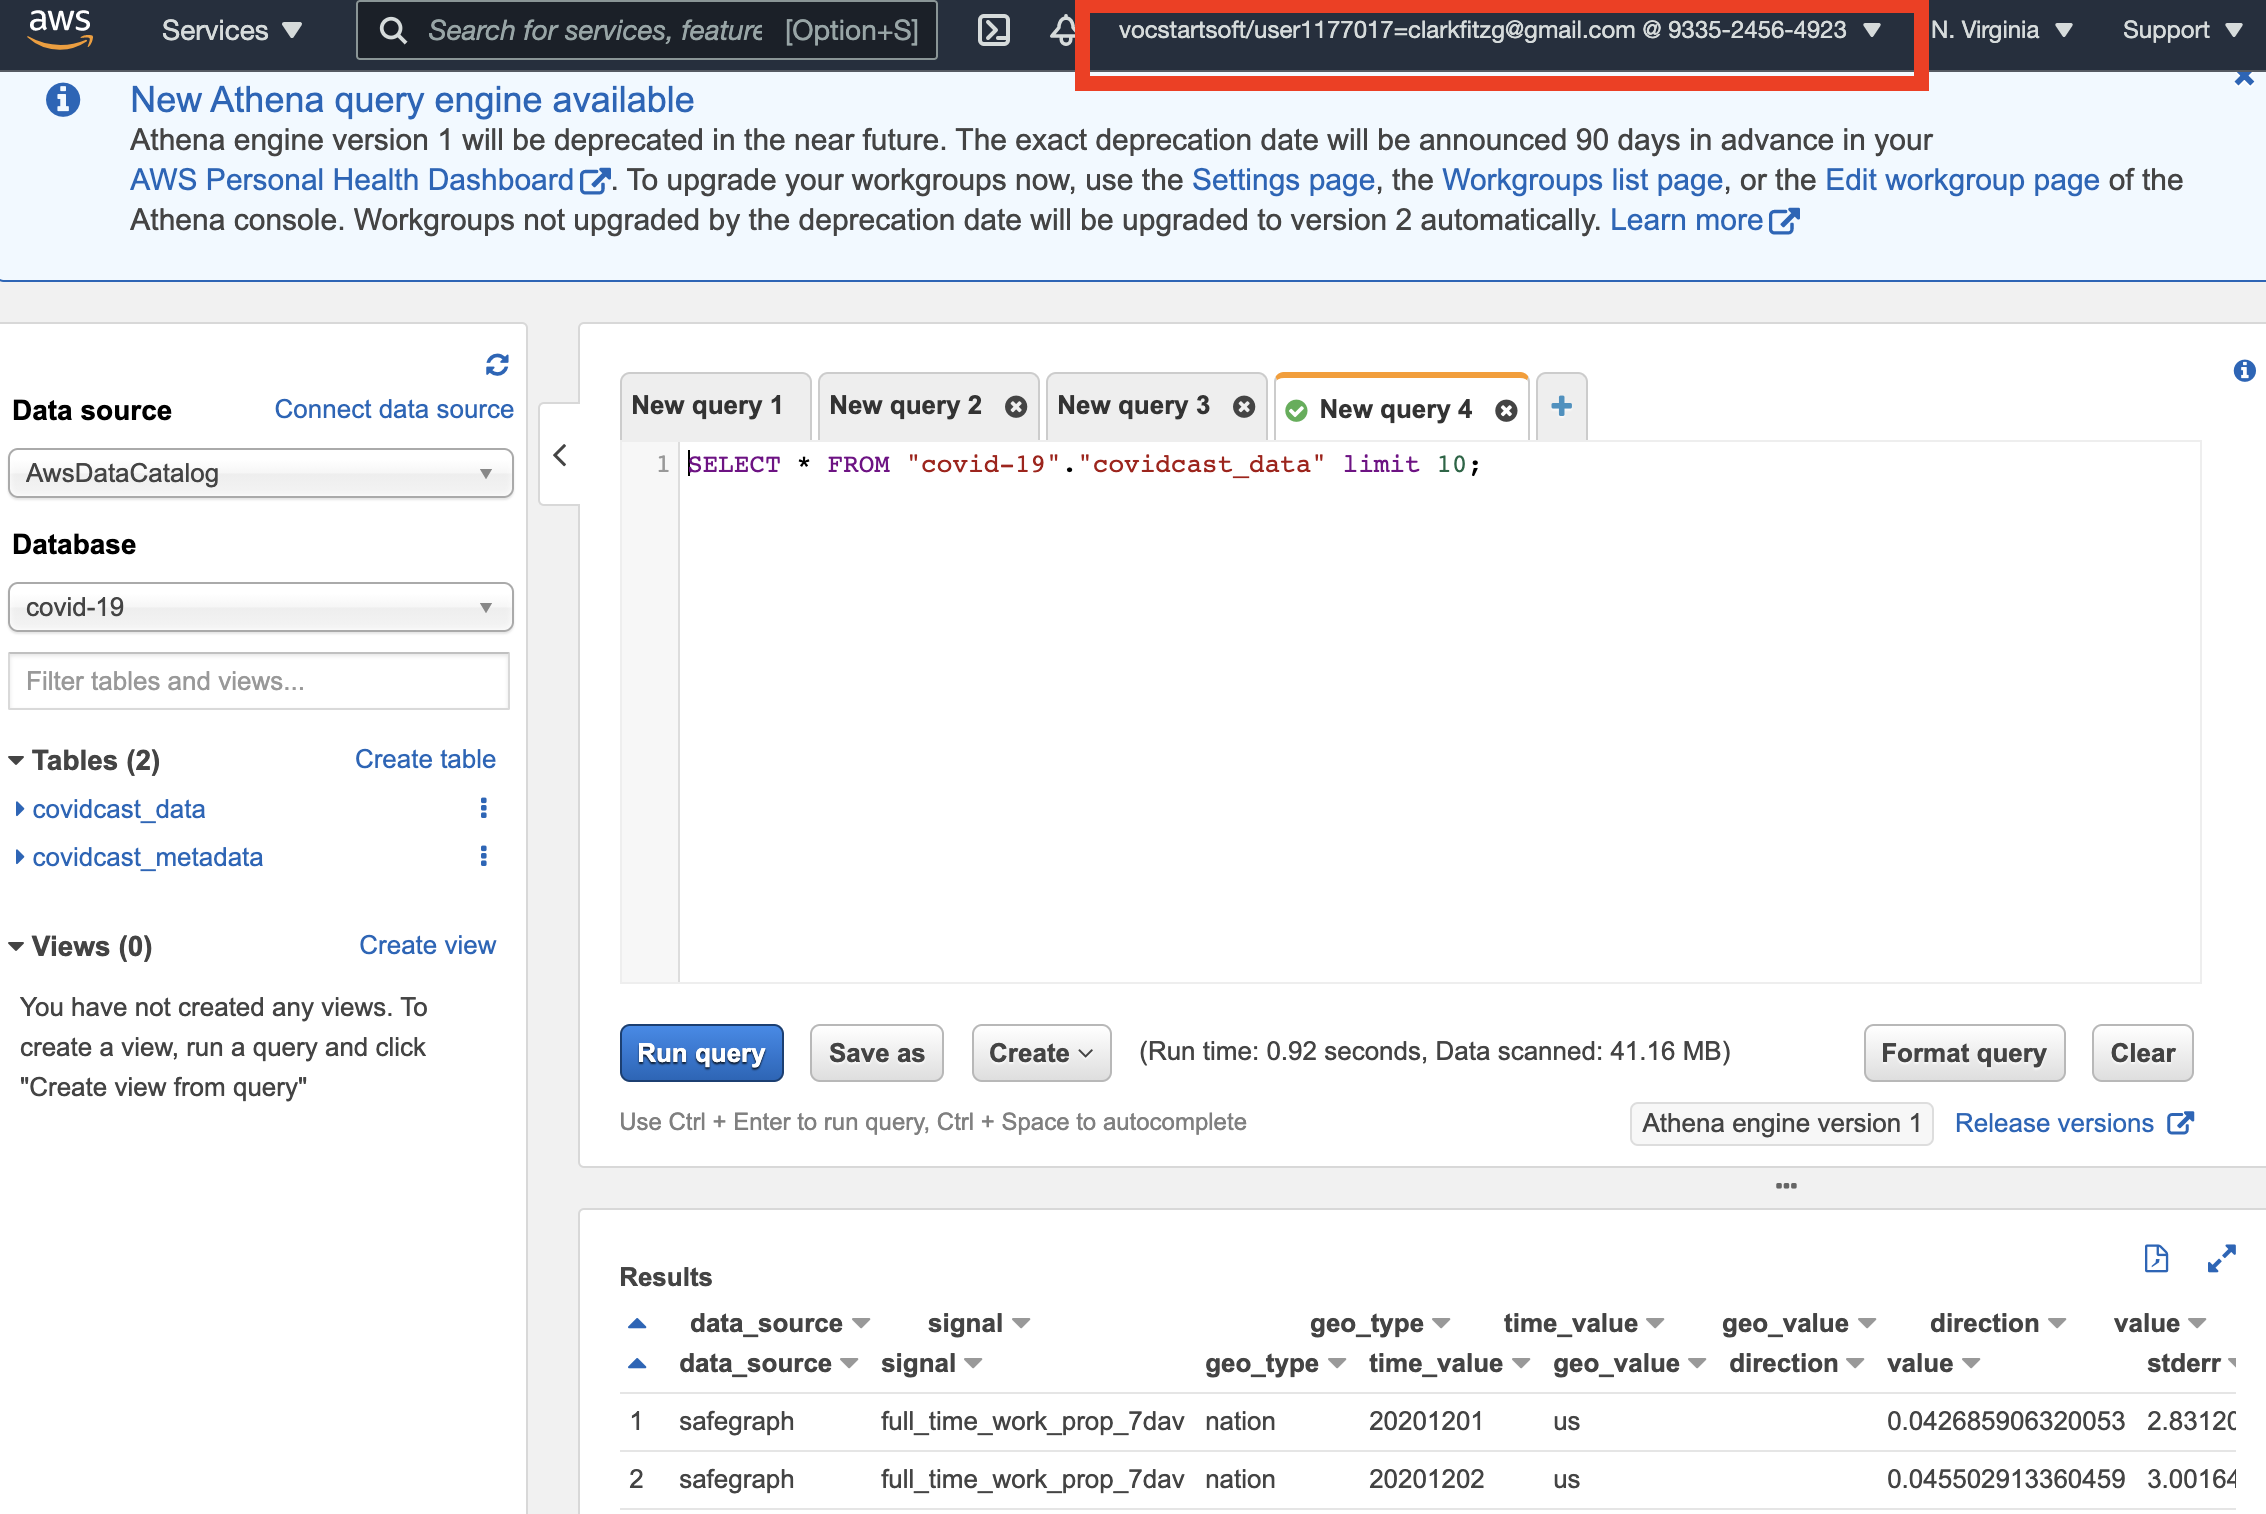 aws Services Search for services, feature [Option+S] vocstartsoft/user1177017=clarkfitzg@gmail.com @ 9335-2456-4923 N. Virginia Support
New Athena query engine available
Athena engine version 1 will be deprecated in the near future. The exact deprecation date will be announced 90 days in advance in your
AWS Personal Health Dashboard. To upgrade your workgroups now, use the Settings page, the Workgroups list page, or the Edit workgroup page of the
Athena console. Workgroups not upgraded by the deprecation date will be upgraded to version 2 automatically. Learn more
Data source Connect data source
AwsDataCatalog
Database
covid-19
Filter tables and views...
Tables (2) Create table
covidcast_data
covidcast_metadata
Views (0) Create view
You have not created any views. To
create a view, run a query and click
"Create view from query"
New query 1 New query 2 New query 3 New query 4
1 SELECT * FROM "covid-19"."covidcast_data" limit 10;
Run query Save as Create (Run time: 0.92 seconds, Data scanned: 41.16 MB) Format query Clear
Use Ctrl + Enter to run query, Ctrl + Space to autocomplete Athena engine version 1 Release versions
Results
data_source signal geo_type time_value geo_value direction value
data_source signal geo_type time_value geo_value direction value stderr
1 safegraph full_time_work_prop_7dav nation 20201201 us 0.042685906320053 2.83120
2 safegraph full_time_work_prop_7dav nation 20201202 us 0.045502913360459 3.00164